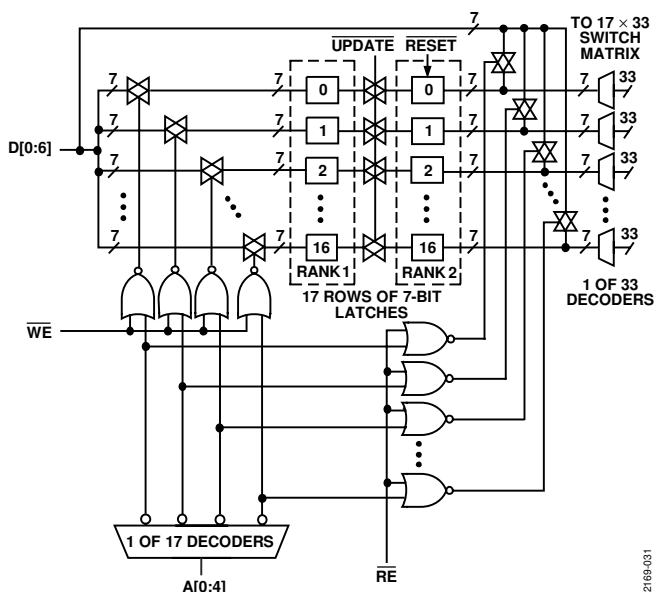 7
TO 17 × 33
SWITCH
MATRIX
UPDATE
RESET
7 7 0 0 7 7 33
7 7 1 1 7 7 33
D[0:6]
7 7 2 2 7 7 33
7 7 16 16 7 7 33
RANK 1
RANK 2
17 ROWS OF 7-BIT
LATCHES
1 OF 33
DECODERS
WE
1 OF 17 DECODERS
A[0:4]
RE
2169-031